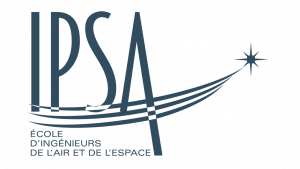 IPSA
ÉCOLE
D'INGÉNIEURS
DE L'AIR ET DE L'ESPACE